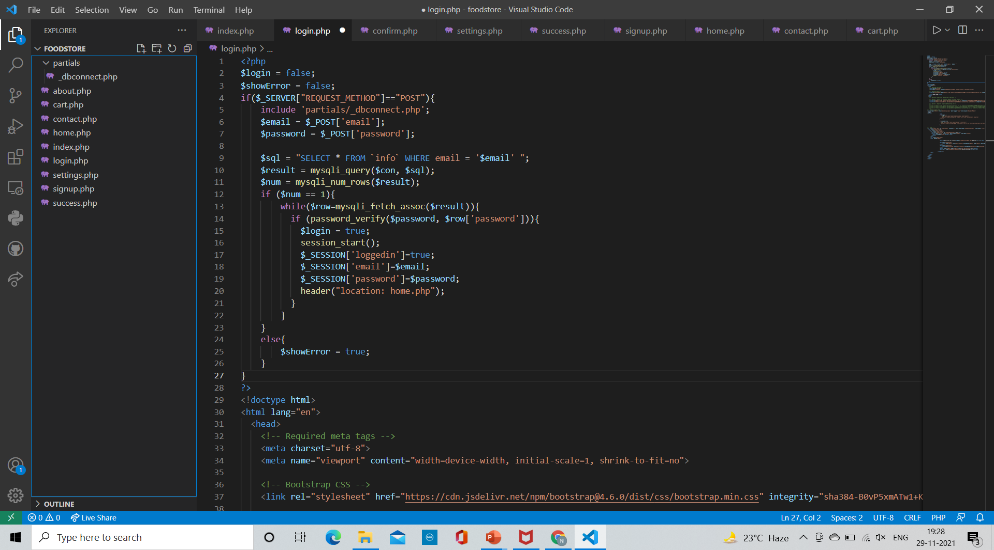 File Edit Selection View Go Run Terminal Help
● login.php - foodstore - Visual Studio Code
EXPLORER
FOODSTORE
partials
_dbconnect.php
about.php
cart.php
contact.php
home.php
index.php
login.php
settings.php
signup.php
success.php
OUTLINE
index.php login.php confirm.php settings.php success.php signup.php home.php contact.php cart.php
login.php > ...
1 <?php
2 $login = false;
3 $showError = false;
4 if($_SERVER["REQUEST_METHOD"]=="POST"){
5 include 'partials/_dbconnect.php';
6 $email = $_POST['email'];
7 $password = $_POST['password'];
8
9 $sql = "SELECT * FROM `info` WHERE email = '$email' ";
10 $result = mysqli_query($con, $sql);
11 $num = mysqli_num_rows($result);
12 if ($num == 1){
13 while($row=mysqli_fetch_assoc($result)){
14 if (password_verify($password, $row['password'])){
15 $login = true;
16 session_start();
17 $_SESSION['loggedin']=true;
18 $_SESSION['email']=$email;
19 $_SESSION['password']=$password;
20 header("location: home.php");
21 }
22 }
23 }
24 else{
25 $showError = true;
26 }
27 }
28 ?>
29 <!doctype html>
30 <html lang="en">
31 <head>
32 <!-- Required meta tags -->
33 <meta charset="utf-8">
34 <meta name="viewport" content="width=device-width, initial-scale=1, shrink-to-fit=no">
35
36 <!-- Bootstrap CSS -->
37 <link rel="stylesheet" href="https://cdn.jsdelivr.net/npm/bootstrap@4.6.0/dist/css/bootstrap.min.css" integrity="sha384-B0vP5xmATw1+K
38
0 0 Live Share
Ln 27, Col 2 Spaces: 2 UTF-8 CRLF PHP
Type here to search
23°C Haze ENG
19:28
29-11-2021
3